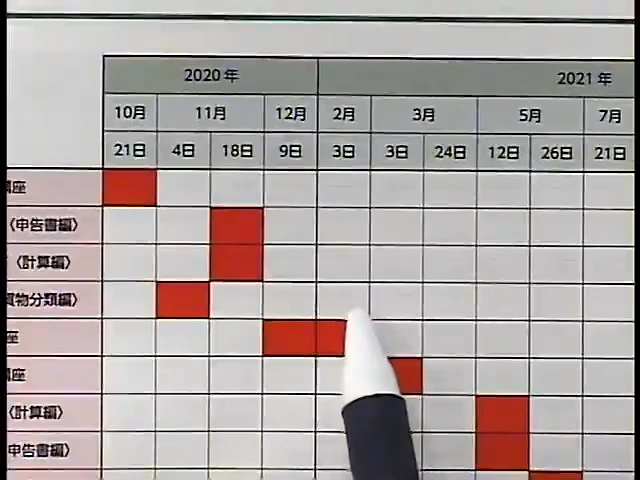 2020年 2021年
10月 11月 12月 2月 3月 5月 7月
21日 4日 18日 9日 3日 3日 24日 12日 26日 21日
講座
〈申告書編〉
〈計算編〉
貨物分類編〉
座
講座
〈計算編〉
申告書編〉